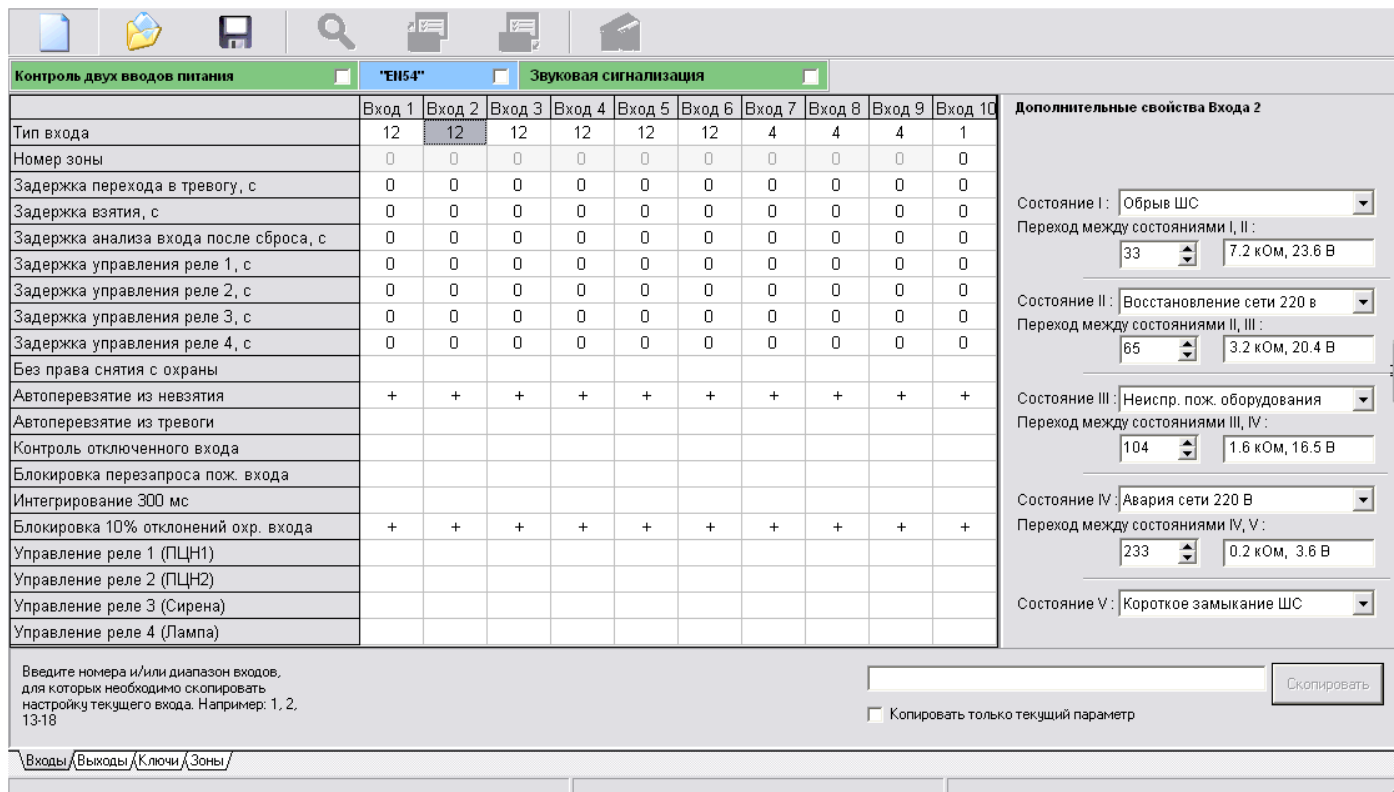 Контроль двух вводов питания "EN54" Звуковая сигнализация
Вход 1 Вход 2 Вход 3 Вход 4 Вход 5 Вход 6 Вход 7 Вход 8 Вход 9 Вход 10
Тип входа 12 12 12 12 12 12 4 4 4 1
Номер зоны 0 0 0 0 0 0 0 0 0 0
Задержка перехода в тревогу, с 0 0 0 0 0 0 0 0 0 0
Задержка взятия, с 0 0 0 0 0 0 0 0 0 0
Задержка анализа входа после сброса, с 0 0 0 0 0 0 0 0 0 0
Задержка управления реле 1, с 0 0 0 0 0 0 0 0 0 0
Задержка управления реле 2, с 0 0 0 0 0 0 0 0 0 0
Задержка управления реле 3, с 0 0 0 0 0 0 0 0 0 0
Задержка управления реле 4, с 0 0 0 0 0 0 0 0 0 0
Без права снятия с охраны
Автоперевзятие из невзятия + + + + + + + + + +
Автоперевзятие из тревоги
Контроль отключенного входа
Блокировка перезапроса пож. входа
Интегрирование 300 мс
Блокировка 10% отклонений охр. входа + + + + + + + + + +
Управление реле 1 (ПЦН1)
Управление реле 2 (ПЦН2)
Управление реле 3 (Сирена)
Управление реле 4 (Лампа)
Дополнительные свойства Входа 2
Состояние I : Обрыв ШС
Переход между состояниями I, II :
33 7.2 кОм, 23.6 В
Состояние II : Восстановление сети 220 в
Переход между состояниями II, III :
65 3.2 кОм, 20.4 В
Состояние III : Неиспр. пож. оборудования
Переход между состояниями III, IV :
104 1.6 кОм, 16.5 В
Состояние IV : Авария сети 220 В
Переход между состояниями IV, V :
233 0.2 кОм, 3.6 В
Состояние V : Короткое замыкание ШС
Введите номера и/или диапазон входов,
для которых необходимо скопировать
настройку текущего входа. Например: 1, 2,
13-18
Скопировать
Копировать только текущий параметр
Входы Выходы Ключи Зоны